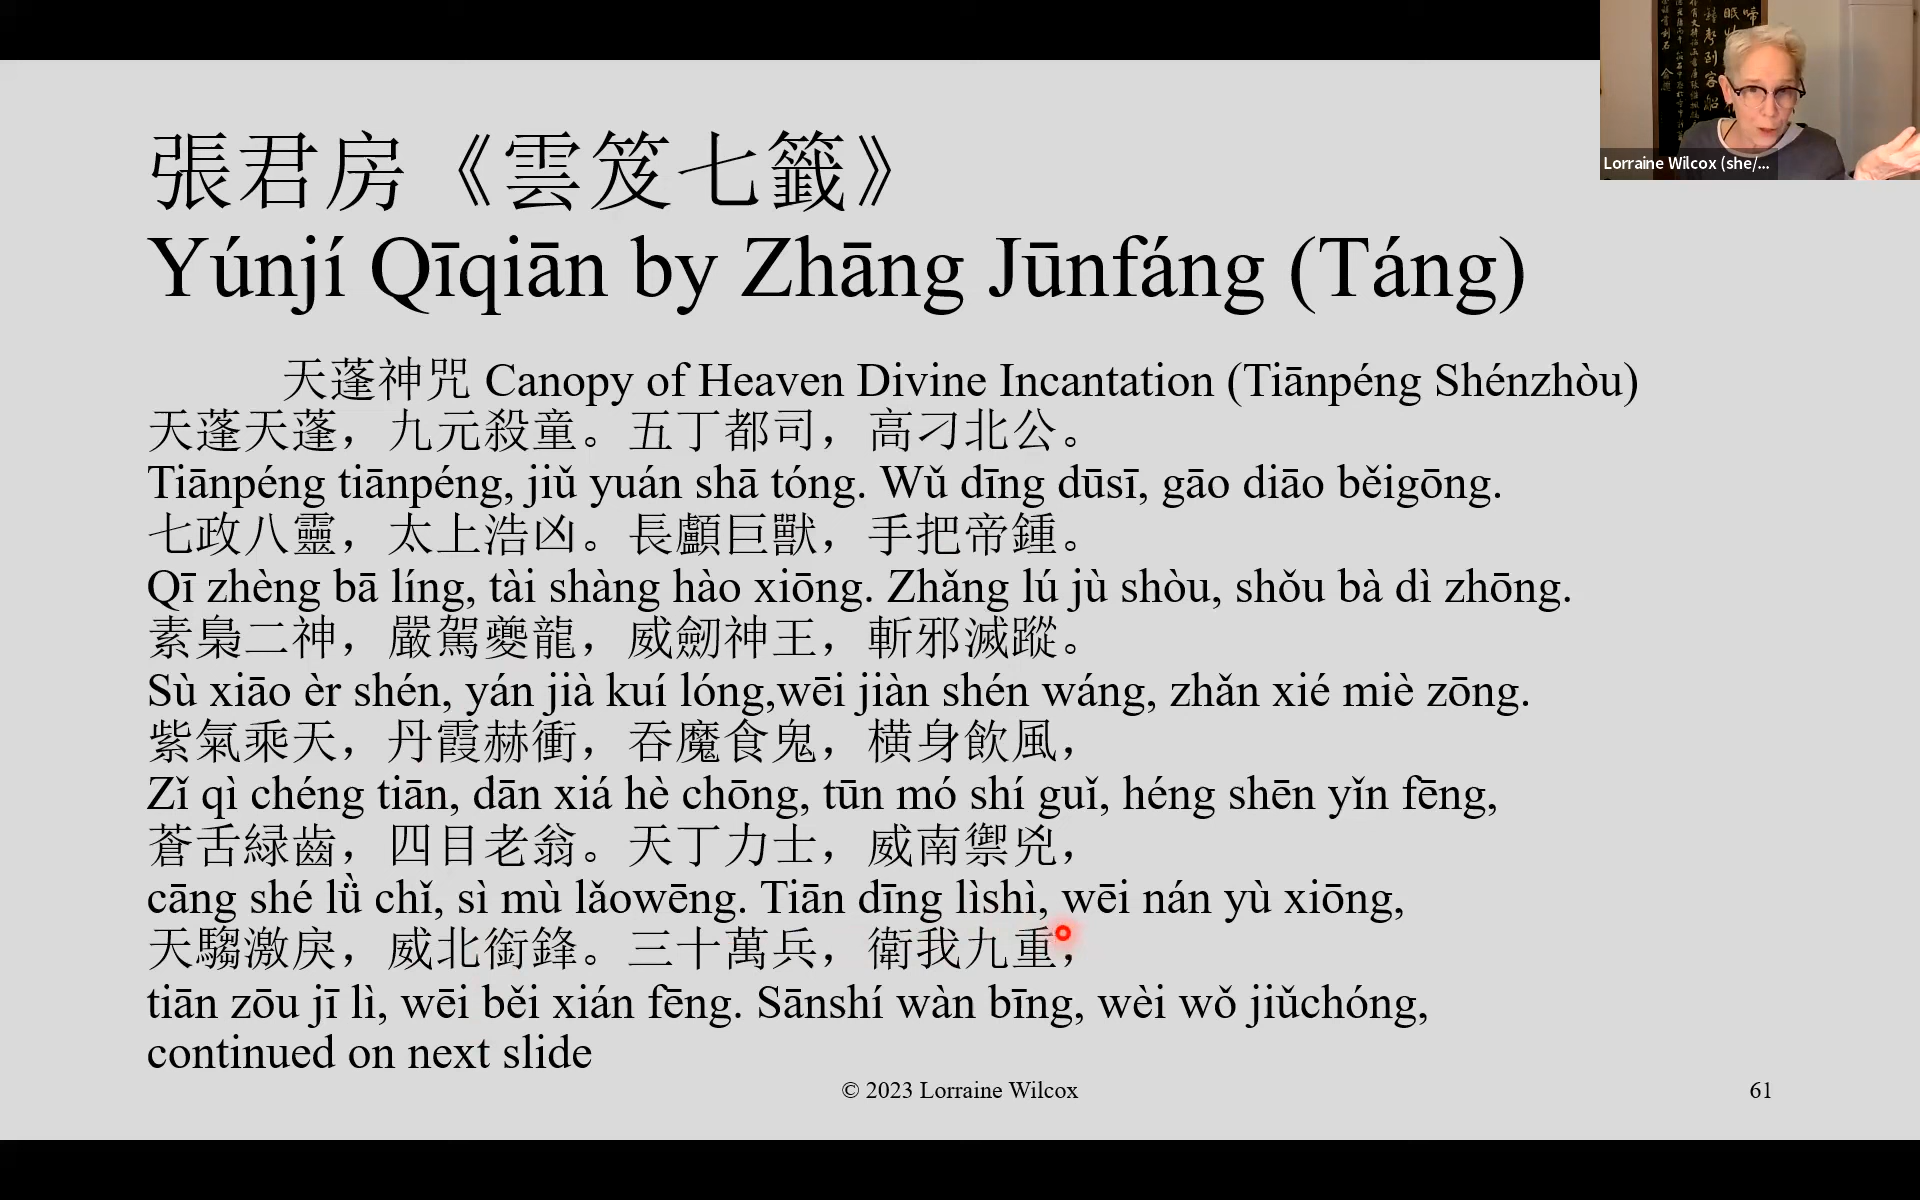 張君房《雲笈七籤》
Yúnjí Qīqiān by Zhāng Jūnfáng (Táng)
天蓬神咒 Canopy of Heaven Divine Incantation (Tiānpéng Shénzhòu)
天蓬天蓬，九元殺童。五丁都司，高刁北公。
Tiānpéng tiānpéng, jiǔ yuán shā tóng. Wǔ dīng dūsī, gāo diāo běigōng.
七政八靈，太上浩凶。長顱巨獸，手把帝鍾。
Qī zhèng bā líng, tài shàng hào xiōng. Zhǎng lú jù shòu, shǒu bà dì zhōng.
素梟二神，嚴駕夔龍，威劒神王，斬邪滅蹤。
Sù xiāo èr shén, yán jià kuí lóng,wēi jiàn shén wáng, zhǎn xié miè zōng.
紫氣乘天，丹霞赫衝，吞魔食鬼，横身飲風，
Zǐ qì chéng tiān, dān xiá hè chōng, tūn mó shí guǐ, héng shēn yǐn fēng,
蒼舌緑齒，四目老翁。天丁力士，威南禦兇，
cāng shé lǜ chǐ, sì mù lǎowēng. Tiān dīng lìshì, wēi nán yù xiōng,
天騶激戾，威北銜鋒。三十萬兵，衛我九重，
tiān zōu jī lì, wēi běi xián fēng. Sānshí wàn bīng, wèi wǒ jiǔchóng,
continued on next slide
© 2023 Lorraine Wilcox
61
Lorraine Wilcox (she/...